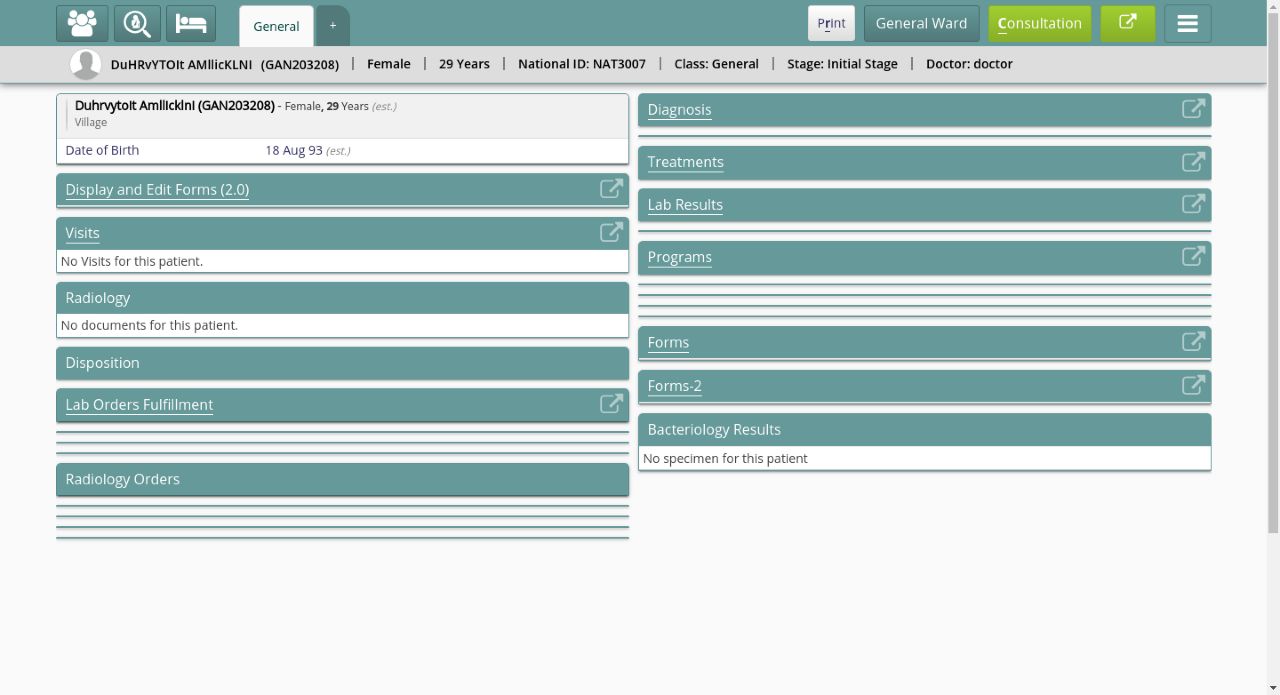 General
+
Print
General Ward
Consultation
DuHRvYTOIt AMIlicKLNI (GAN203208) | Female | 29 Years | National ID: NAT3007 | Class: General | Stage: Initial Stage | Doctor: doctor
Duhrvytoit Amliickini (GAN203208) - Female, 29 Years (est.)
Village
Date of Birth 18 Aug 93 (est.)
Display and Edit Forms (2.0)
Visits
No Visits for this patient.
Radiology
No documents for this patient.
Disposition
Lab Orders Fulfillment
Radiology Orders
Diagnosis
Treatments
Lab Results
Programs
Forms
Forms-2
Bacteriology Results
No specimen for this patient